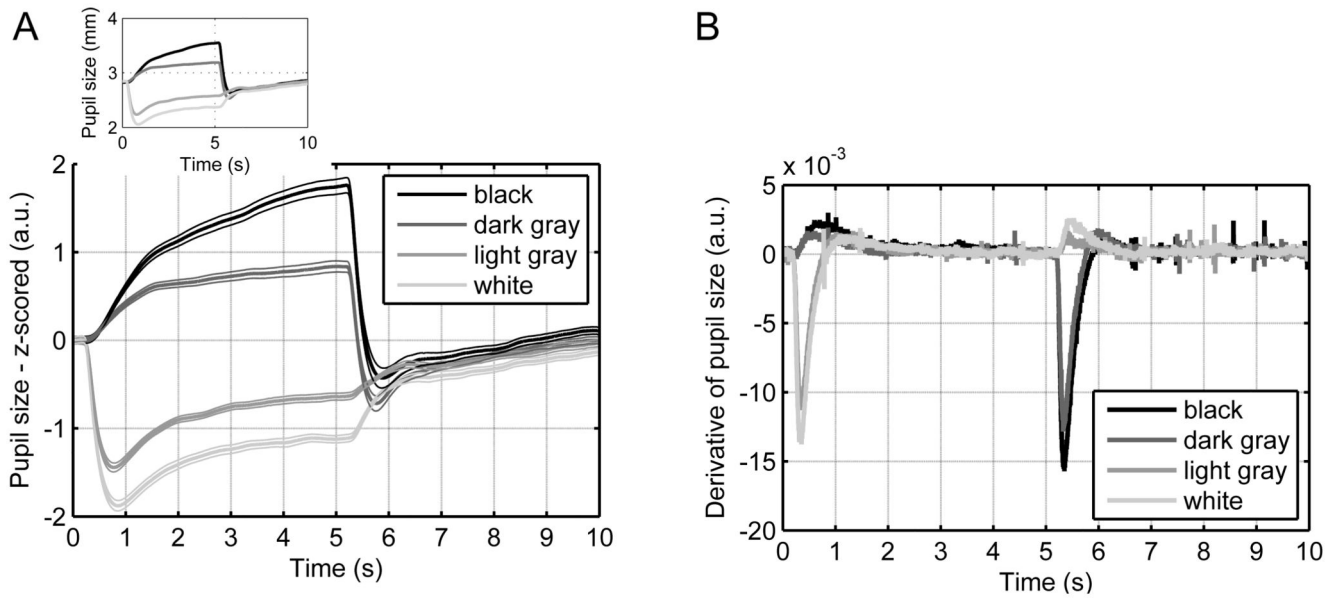 A
Pupil size (mm)
4
3
2
0
5
10
Time (s)
Pupil size - z-scored (a.u.)
2
1
0
-1
-2
black
dark gray
light gray
white
0 1 2 3 4 5 6 7 8 9 10
Time (s)
B
x 10⁻³
Derivative of pupil size (a.u.)
5
0
-5
-10
-15
-20
black
dark gray
light gray
white
0 1 2 3 4 5 6 7 8 9 10
Time (s)